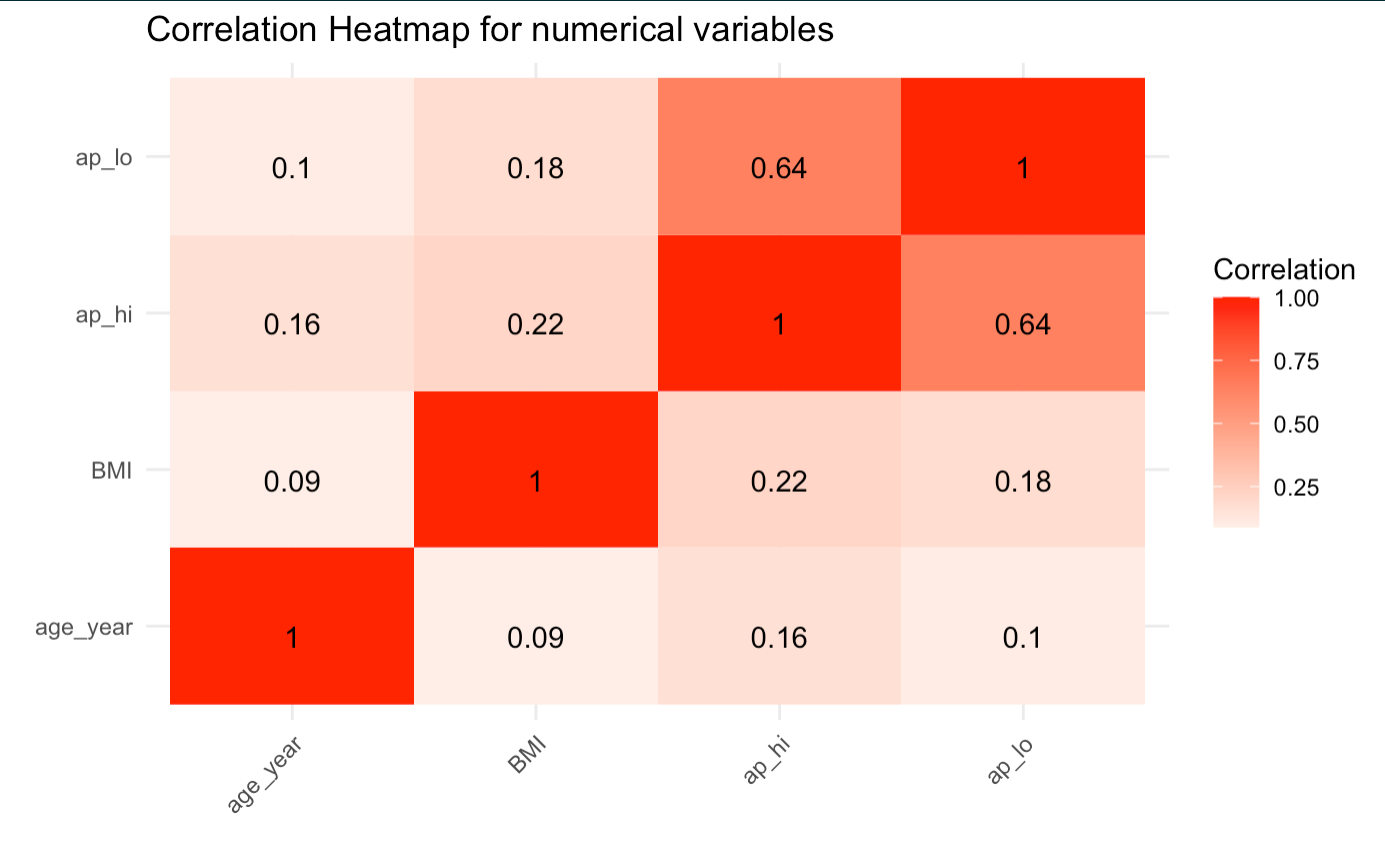 Correlation Heatmap for numerical variables
ap_lo 0.1 0.18 0.64 1
ap_hi 0.16 0.22 1 0.64
BMI 0.09 1 0.22 0.18
age_year 1 0.09 0.16 0.1
age_year BMI ap_hi ap_lo
Correlation
1.00
0.75
0.50
0.25